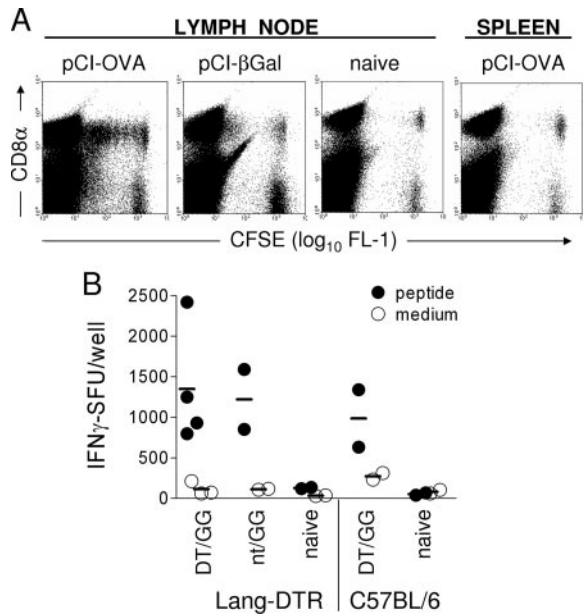 A
LYMPH NODE
SPLEEN
pCI-OVA
pCI-βGal
naive
pCI-OVA
CD8α
CFSE (log₁₀ FL-1)
B
peptide
medium
IFNγ-SFU/well
2500
2000
1500
1000
500
0
DT/GG
nt/GG
naive
DT/GG
naive
Lang-DTR
C57BL/6